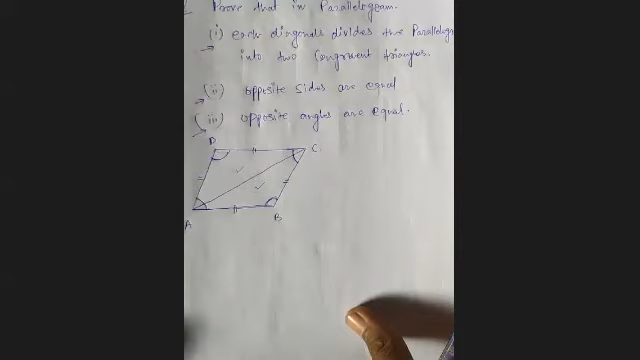 Prove that in Parallelogram.
(i) each diagonals divides the Parallelogr
into two Congruent triangles.
(ii) opposite sides are equal
(iii) opposite angles are equal.
D
C
A
B